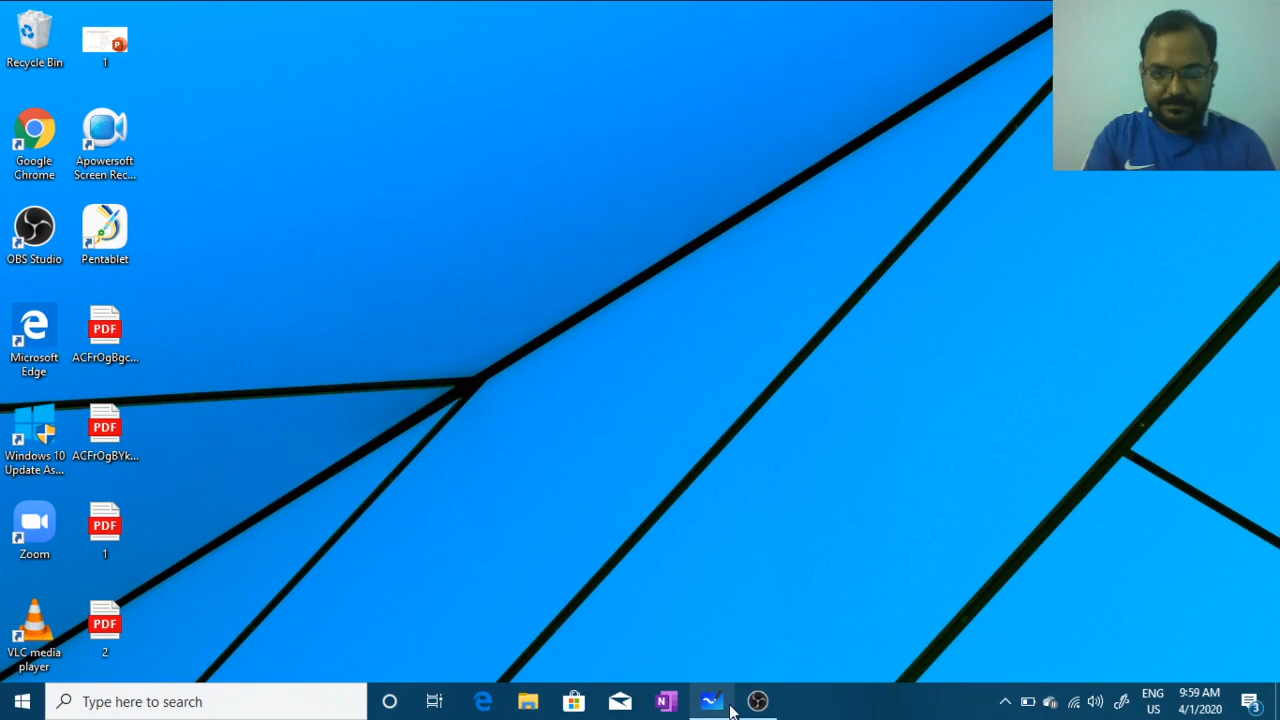 Recycle Bin
1
Google
Chrome
Apowersoft
Screen Rec...
OBS Studio
Pentablet
Microsoft
Edge
PDF
ACFrOgBgc...
Windows 10
Update As...
PDF
ACFrOgBYk...
Zoom
PDF
1
VLC media
player
PDF
2
Type here to search
ENG
US
9:59 AM
4/1/2020
3